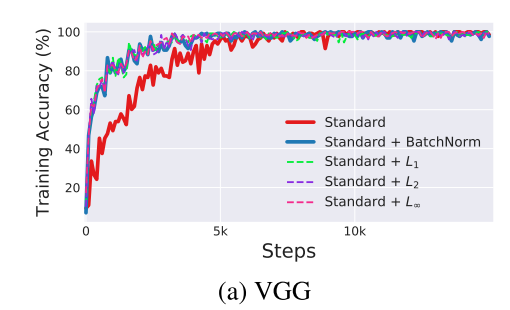 Training Accuracy (%)
100
80
60
40
20
0
5k
10k
Steps
Standard
Standard + BatchNorm
Standard + L₁
Standard + L₂
Standard + L∞
(a) VGG